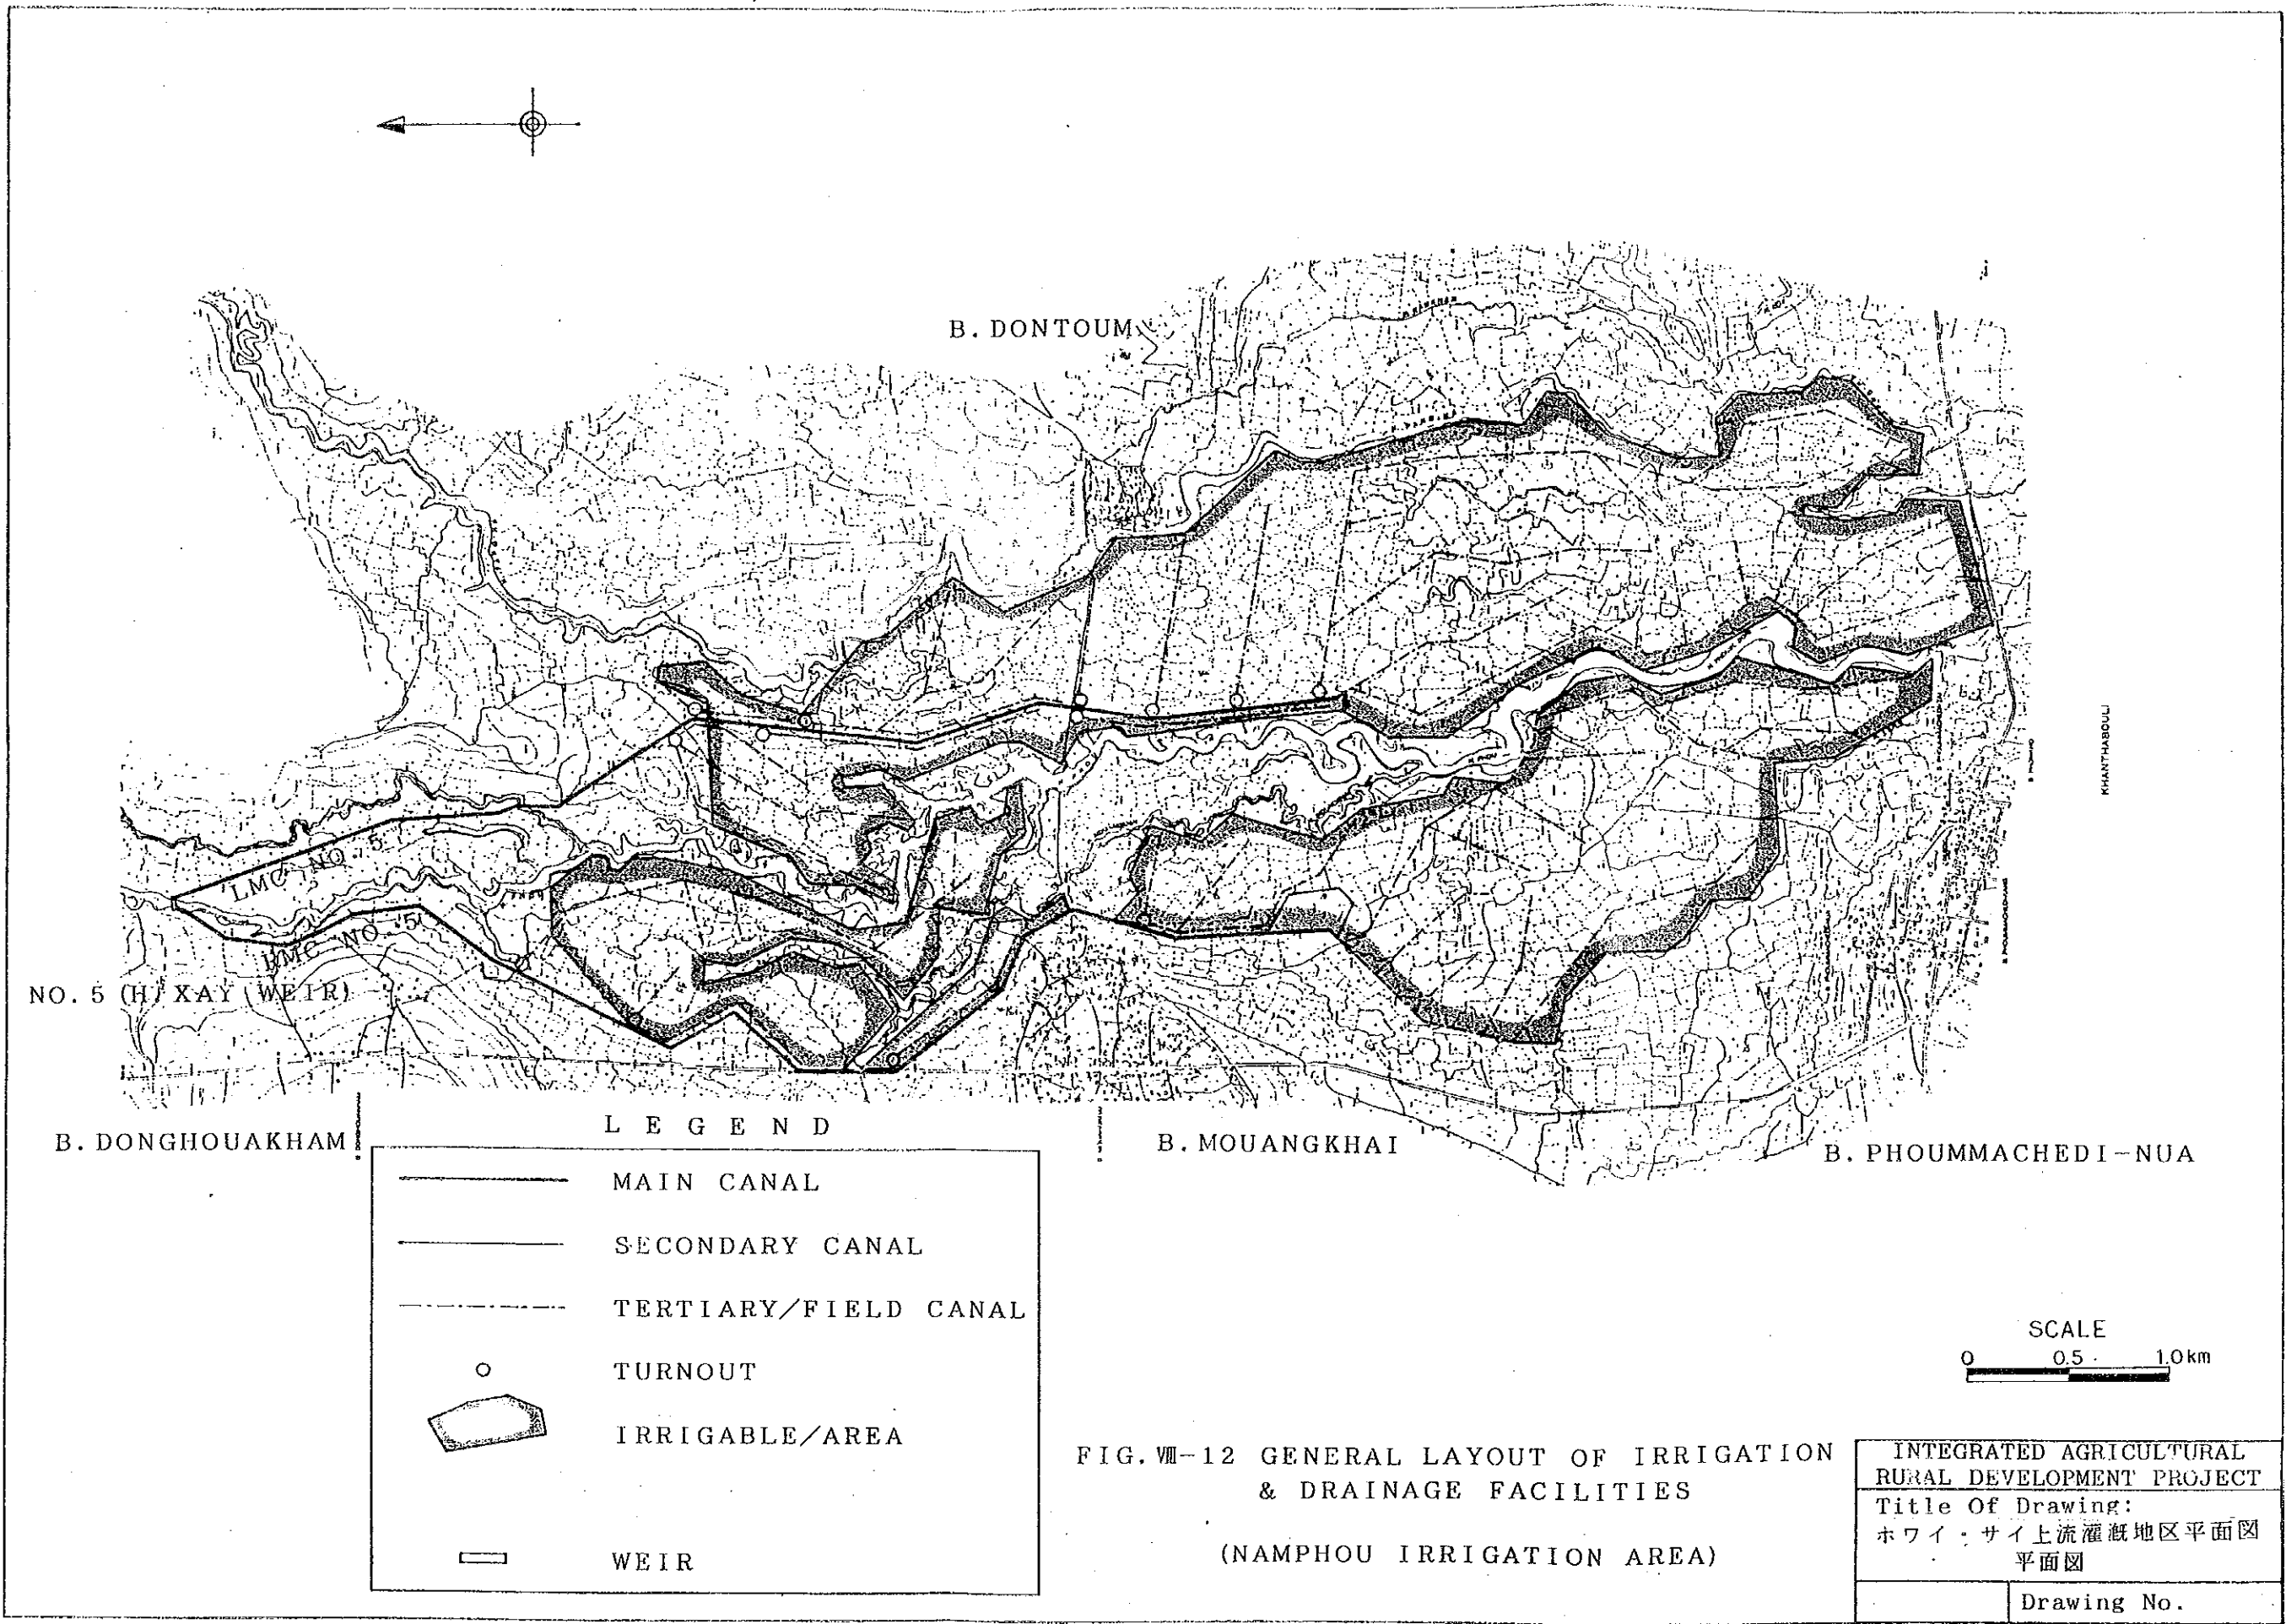 B. DONTOUM
LMC NO. 5
RMC NO. 5
NO. 5 (H) XAY (WEIR)
KHANTHABOULI
B. DONGHOUAKHAM
B. MOUANGKHAI
B. PHOUMMACHEDI-NUA
LEGEND
MAIN CANAL
SECONDARY CANAL
TERTIARY/FIELD CANAL
TURNOUT
IRRIGABLE/AREA
WEIR
SCALE
0 0.5 1.0km
FIG. Ⅷ-12 GENERAL LAYOUT OF IRRIGATION
& DRAINAGE FACILITIES
(NAMPHOU IRRIGATION AREA)
INTEGRATED AGRICULTURAL
RURAL DEVELOPMENT PROJECT
Title Of Drawing:
ホワイ・サイ上流灌漑地区平面図
平面図
Drawing No.